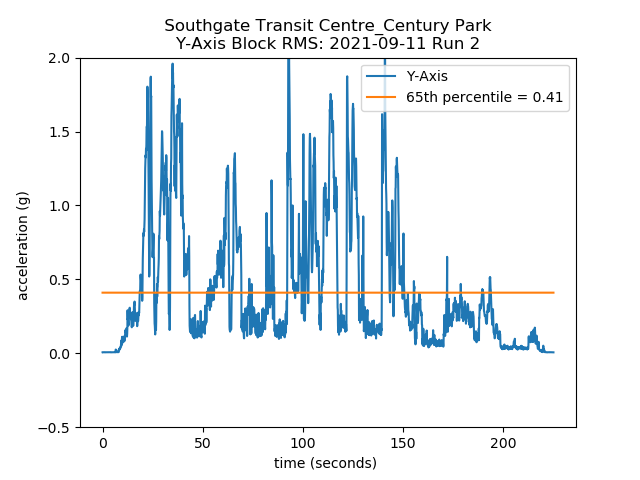 Southgate Transit Centre_Century Park
Y-Axis Block RMS: 2021-09-11 Run 2
Y-Axis
65th percentile = 0.41
2.0
1.5
1.0
0.5
0.0
−0.5
acceleration (g)
0 50 100 150 200
time (seconds)